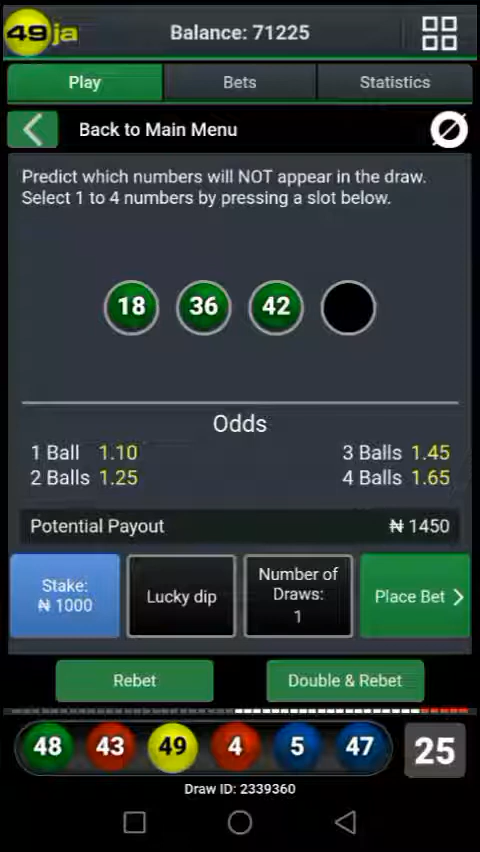 49ja
Balance: 71225
Play
Bets
Statistics
Back to Main Menu
Predict which numbers will NOT appear in the draw.
Select 1 to 4 numbers by pressing a slot below.
18
36
42
Odds
1 Ball 1.10
3 Balls 1.45
2 Balls 1.25
4 Balls 1.65
Potential Payout
₦ 1450
Stake:
₦ 1000
Lucky dip
Number of
Draws:
1
Place Bet
Rebet
Double & Rebet
48
43
49
4
5
47
25
Draw ID: 2339360